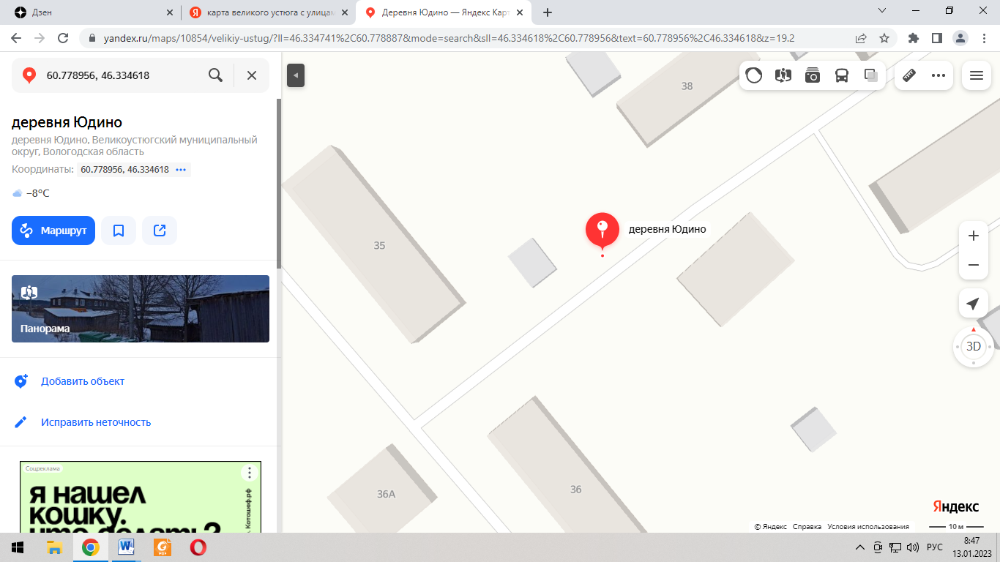 Дзен
карта великого устюга с улицам
Деревня Юдино — Яндекс Карт
yandex.ru/maps/10854/velikiy-ustug/?ll=46.334741%2C60.778887&mode=search&sll=46.334618%2C60.778956&text=60.778956%2C46.334618&z=19.2
60.778956, 46.334618
деревня Юдино
деревня Юдино, Великоустюгский муниципальный
округ, Вологодская область
Координаты: 60.778956, 46.334618
−8°C
Маршрут
Панорама
Добавить объект
Исправить неточность
Соцреклама
я нашел
кошку.
что делать?
Котошеф.рф
38
35
деревня Юдино
36А
36
3D
Яндекс
© Яндекс Справка Условия использования
10 м
РУС
8:47
13.01.2023